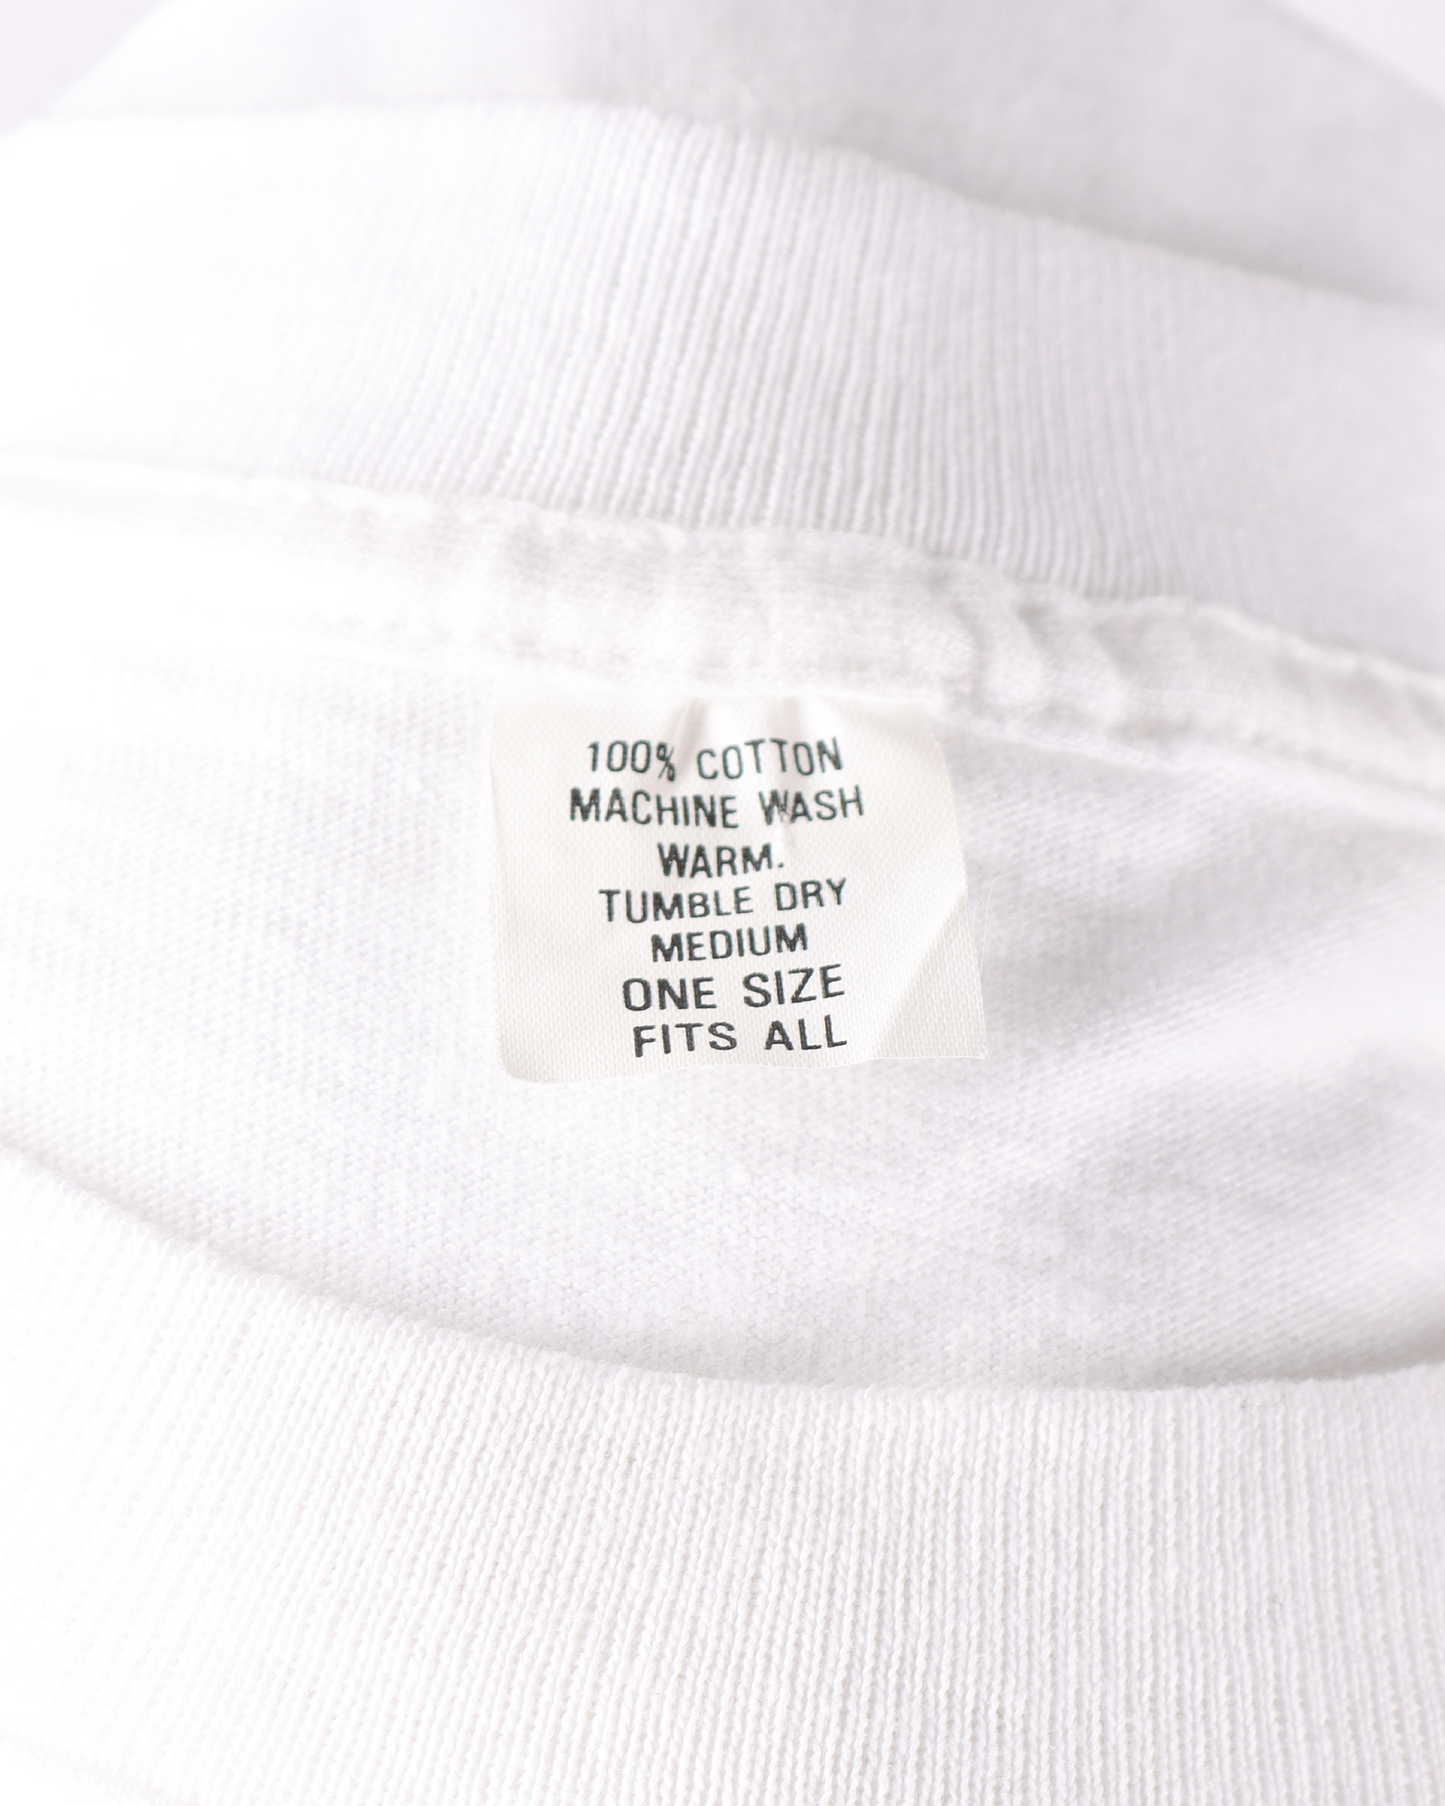 100% COTTON
MACHINE WASH
WARM.
TUMBLE DRY
MEDIUM
ONE SIZE
FITS ALL